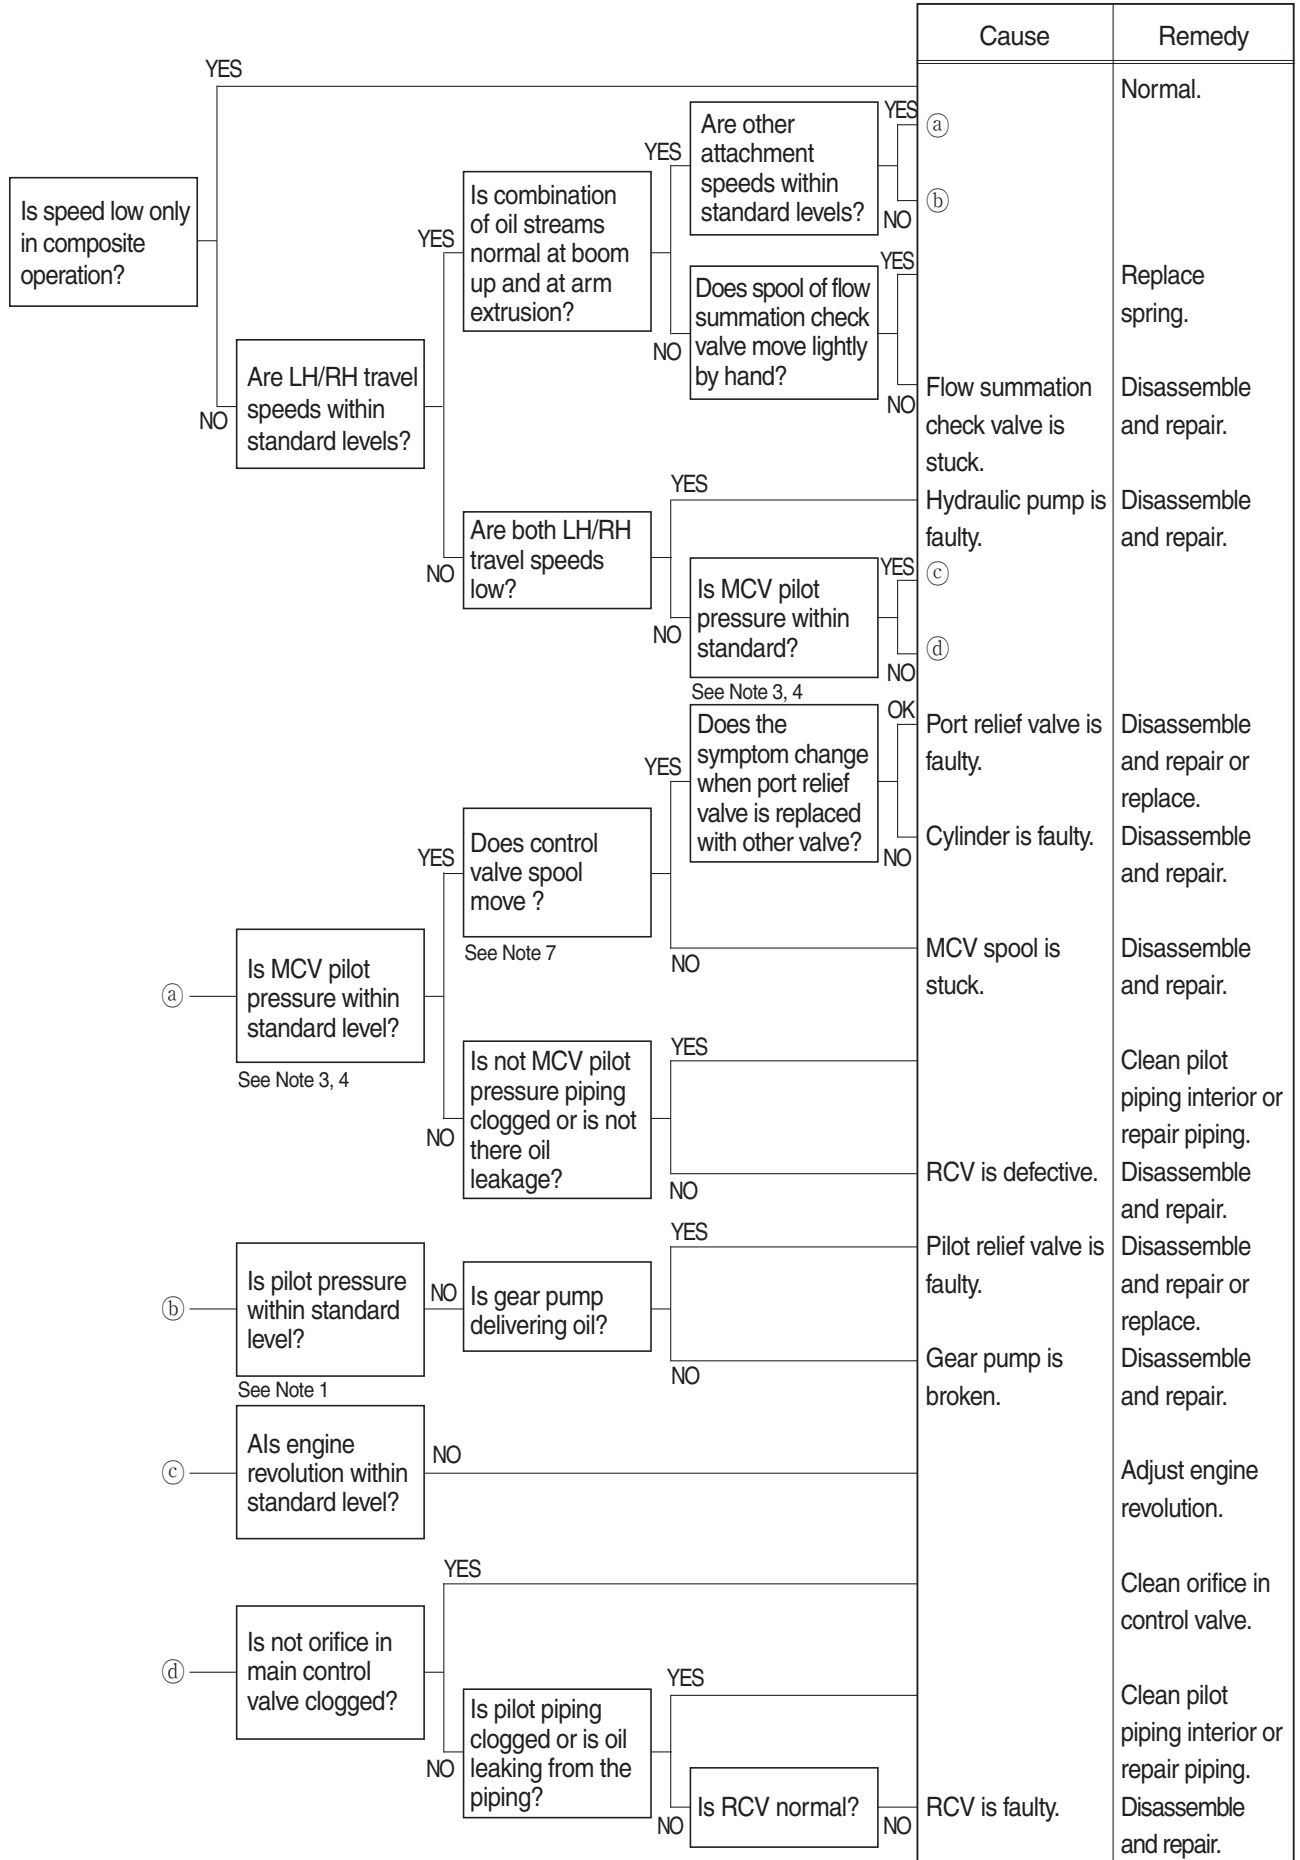 Cause
Remedy
YES
Normal.
Is speed low only
in composite
operation?
NO
Are LH/RH travel
speeds within
standard levels?
YES
Is combination
of oil streams
normal at boom
up and at arm
extrusion?
YES
Are other
attachment
speeds within
standard levels?
YES
ⓐ
NO
ⓑ
NO
Does spool of flow
summation check
valve move lightly
by hand?
YES
Replace
spring.
NO
Flow summation
check valve is
stuck.
Disassemble
and repair.
NO
Are both LH/RH
travel speeds
low?
YES
Hydraulic pump is
faulty.
Disassemble
and repair.
NO
Is MCV pilot
pressure within
standard?
See Note 3, 4
YES
ⓒ
NO
ⓓ
ⓐ
Is MCV pilot
pressure within
standard level?
See Note 3, 4
YES
Does control
valve spool
move ?
See Note 7
YES
Does the
symptom change
when port relief
valve is replaced
with other valve?
OK
Port relief valve is
faulty.
Disassemble
and repair or
replace.
NO
Cylinder is faulty.
Disassemble
and repair.
NO
MCV spool is
stuck.
Disassemble
and repair.
NO
Is not MCV pilot
pressure piping
clogged or is not
there oil
leakage?
YES
Clean pilot
piping interior or
repair piping.
NO
RCV is defective.
Disassemble
and repair.
ⓑ
Is pilot pressure
within standard
level?
See Note 1
NO
Is gear pump
delivering oil?
YES
Pilot relief valve is
faulty.
Disassemble
and repair or
replace.
NO
Gear pump is
broken.
Disassemble
and repair.
ⓒ
AIs engine
revolution within
standard level?
NO
Adjust engine
revolution.
ⓓ
Is not orifice in
main control
valve clogged?
YES
Clean orifice in
control valve.
NO
Is pilot piping
clogged or is oil
leaking from the
piping?
YES
Clean pilot
piping interior or
repair piping.
NO
Is RCV normal?
NO
RCV is faulty.
Disassemble
and repair.